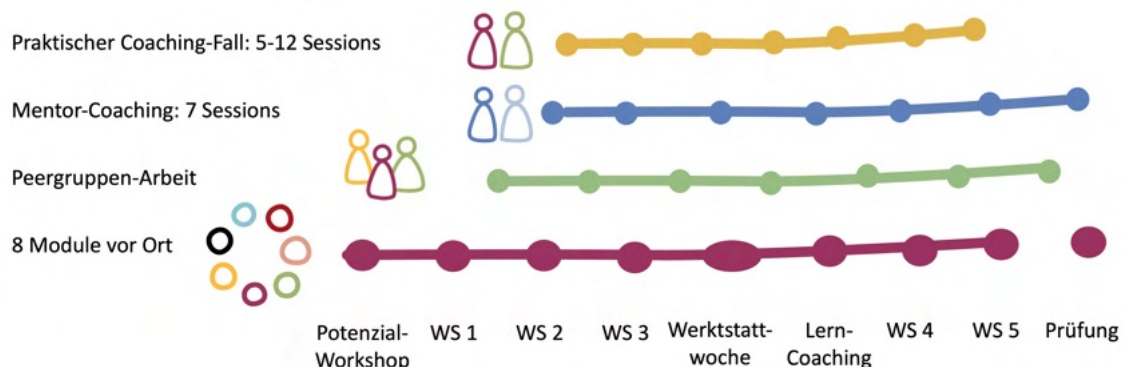 Praktischer Coaching-Fall: 5-12 Sessions
Mentor-Coaching: 7 Sessions
Peergruppen-Arbeit
8 Module vor Ort
Potenzial-
Workshop
WS 1
WS 2
WS 3
Werkstatt-
woche
Lern-
Coaching
WS 4
WS 5
Prüfung